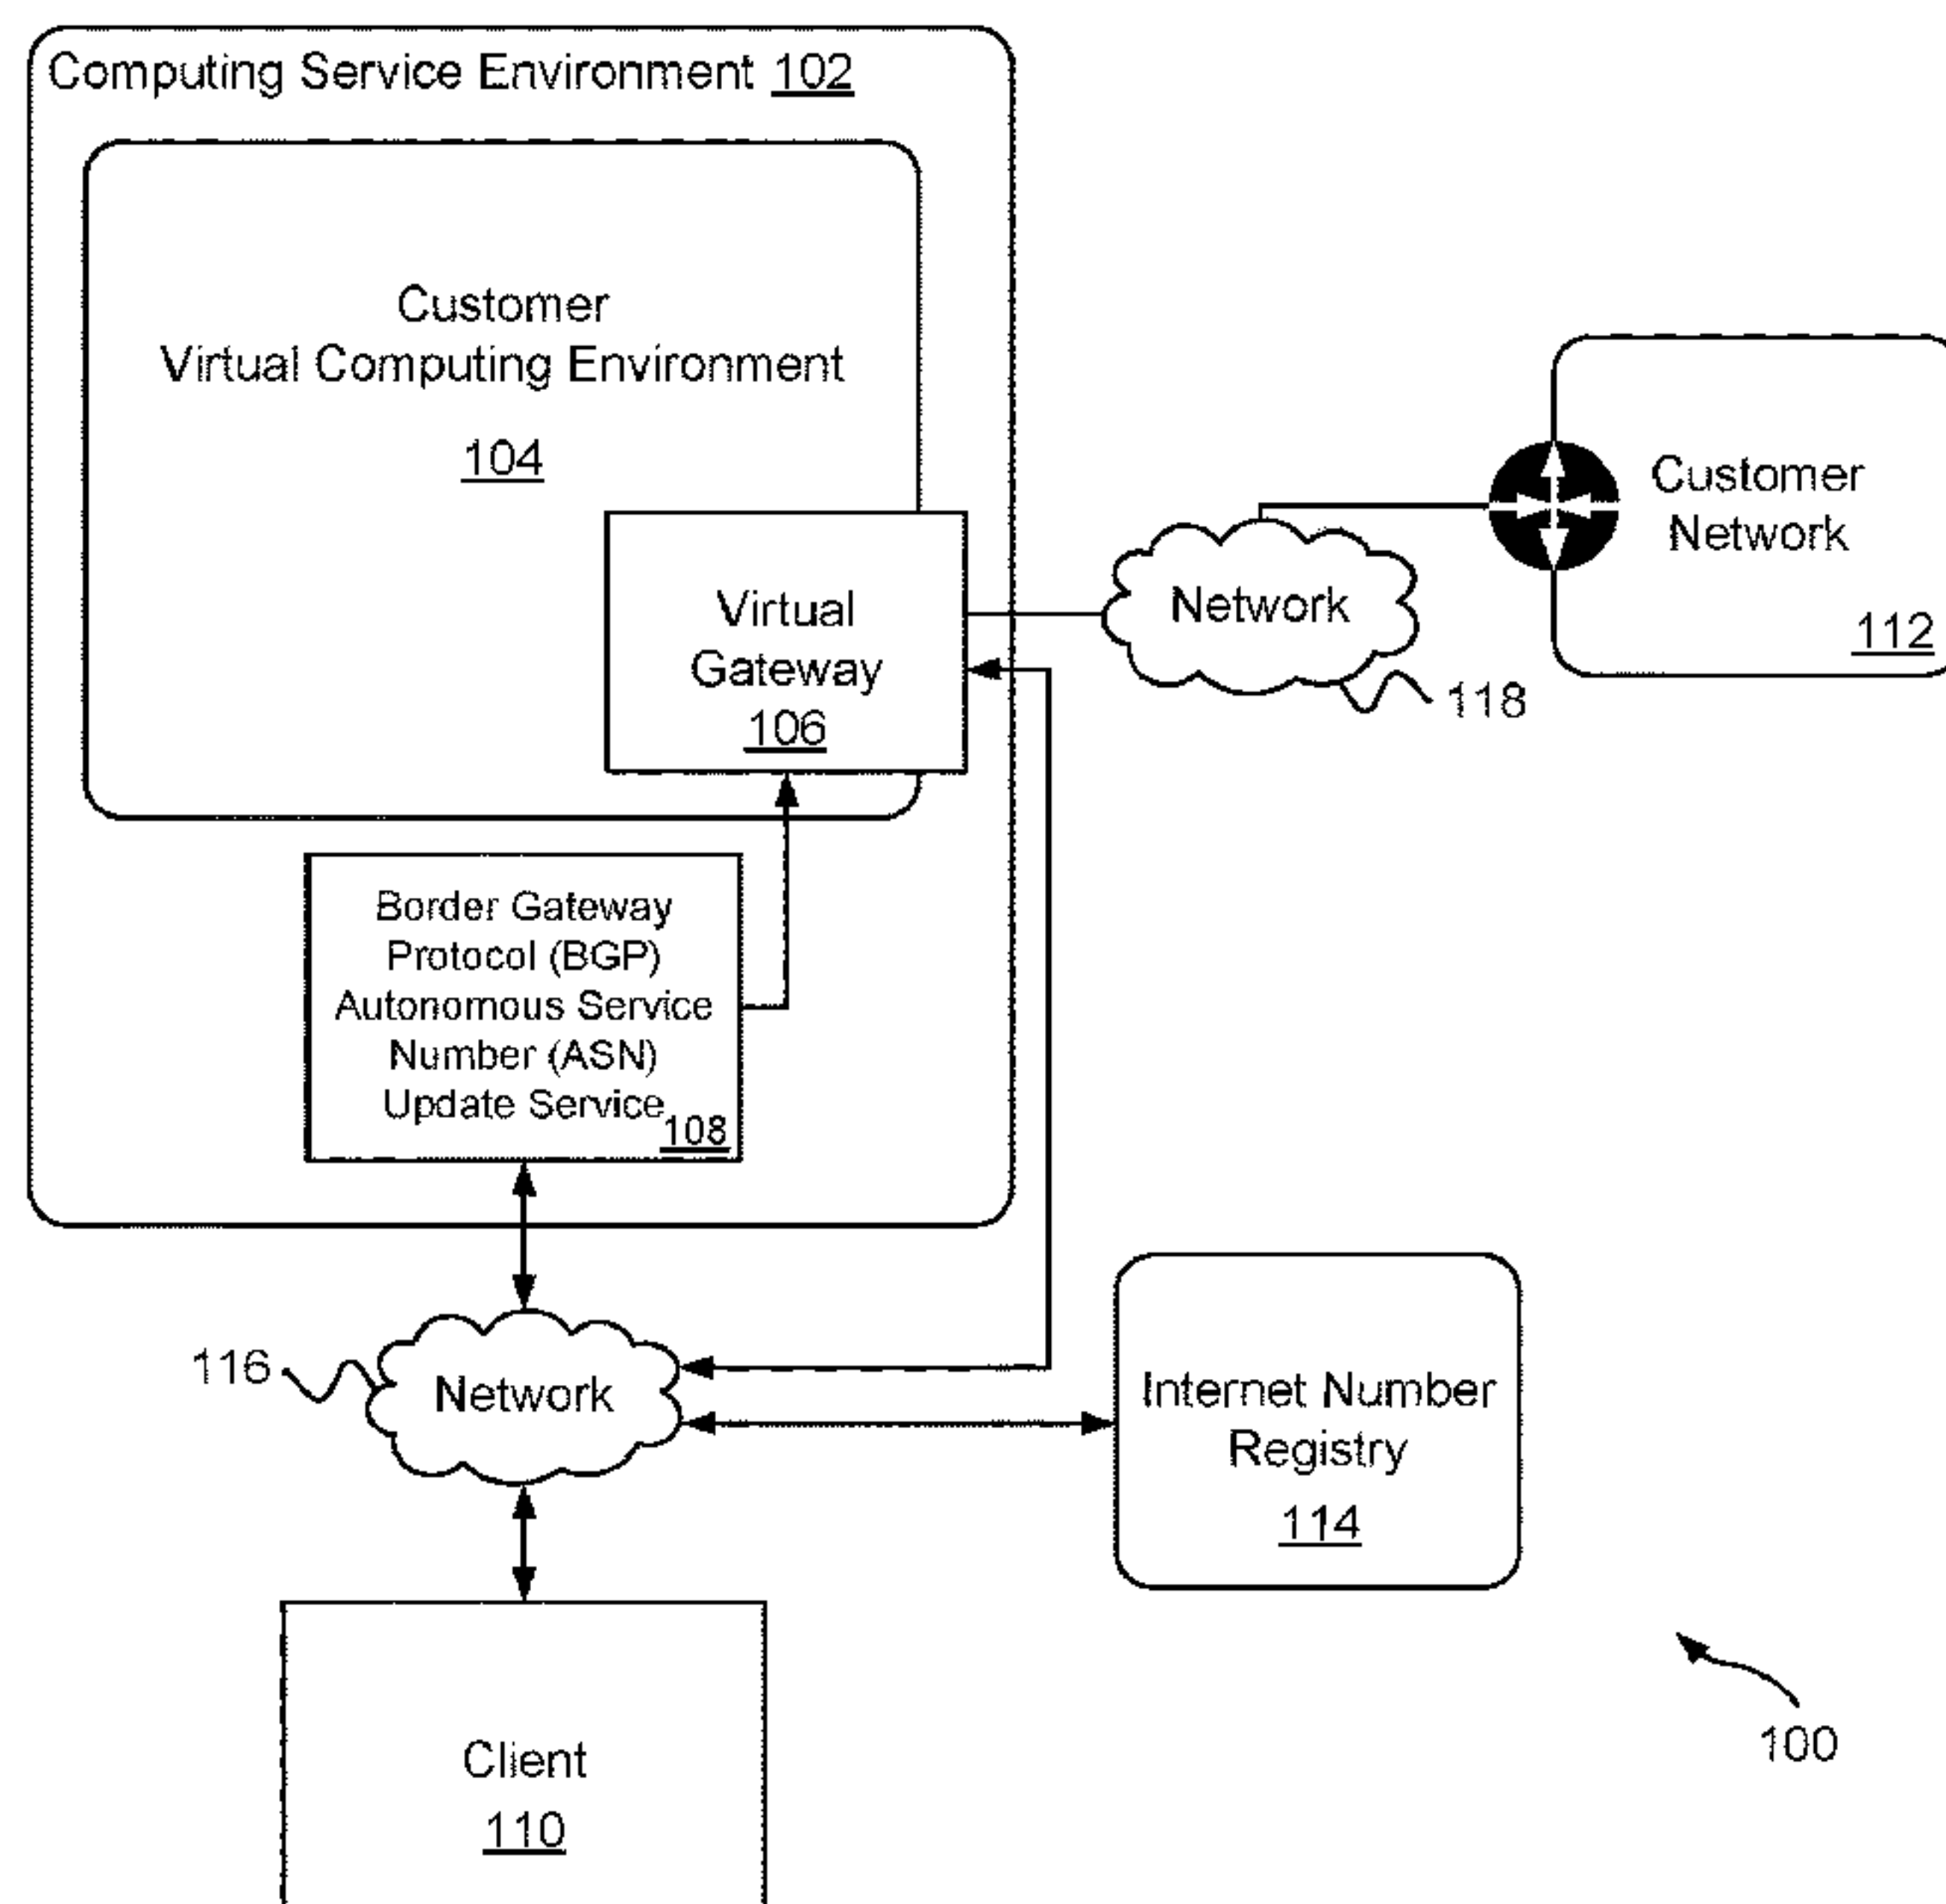 Computing Service Environment 102
Customer
Virtual Computing Environment
104
Virtual
Gateway
106
Network
118
Customer
Network
112
Border Gateway
Protocol (BGP)
Autonomous Service
Number (ASN)
Update Service
108
116
Network
Internet Number
Registry
114
Client
110
100